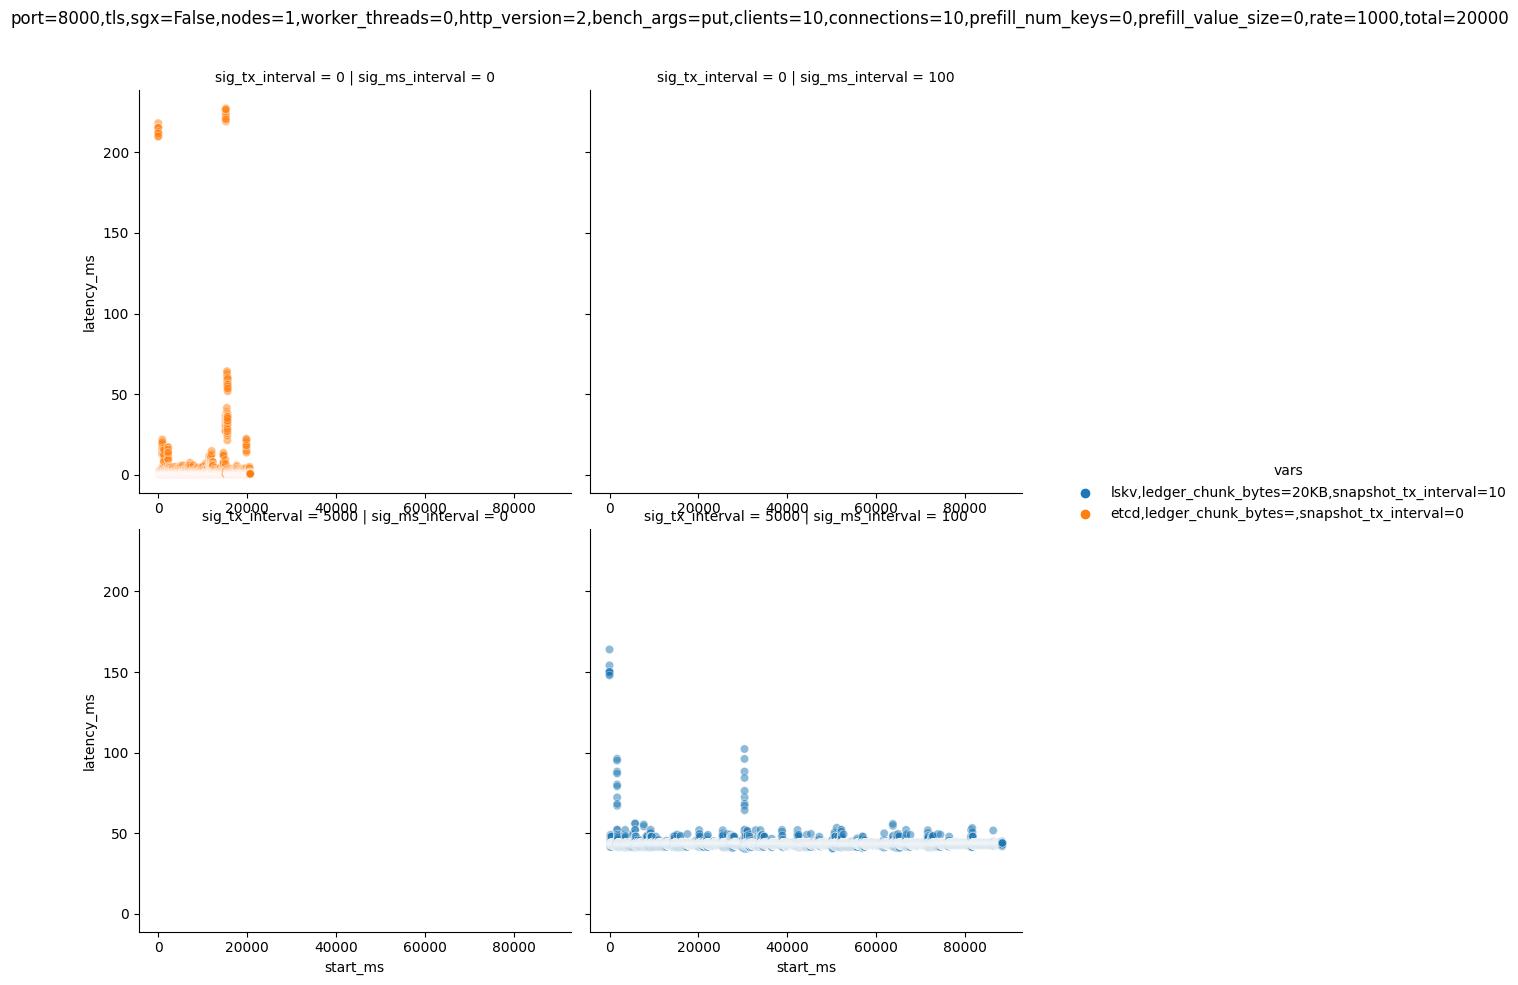 port=8000,tls,sgx=False,nodes=1,worker_threads=0,http_version=2,bench_args=put,clients=10,connections=10,prefill_num_keys=0,prefill_value_size=0,rate=1000,total=20000
sig_tx_interval = 0 | sig_ms_interval = 0
sig_tx_interval = 0 | sig_ms_interval = 100
200
150
100
50
0
latency_ms
0 20000 40000 60000 80000
0 20000 40000 60000 80000
vars
lskv,ledger_chunk_bytes=20KB,snapshot_tx_interval=10
etcd,ledger_chunk_bytes=,snapshot_tx_interval=0
sig_tx_interval = 5000 | sig_ms_interval = 0
sig_tx_interval = 5000 | sig_ms_interval = 100
200
150
100
50
0
latency_ms
0 20000 40000 60000 80000
0 20000 40000 60000 80000
start_ms
start_ms